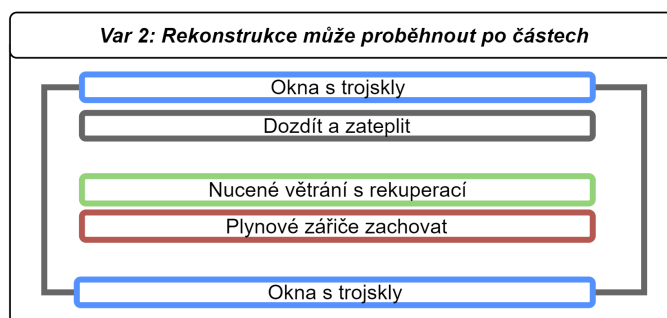 Var 2: Rekonstrukce může proběhnout po částech
Okna s trojskly
Dozdít a zateplit
Nucené větrání s rekuperací
Plynové zářiče zachovat
Okna s trojskly